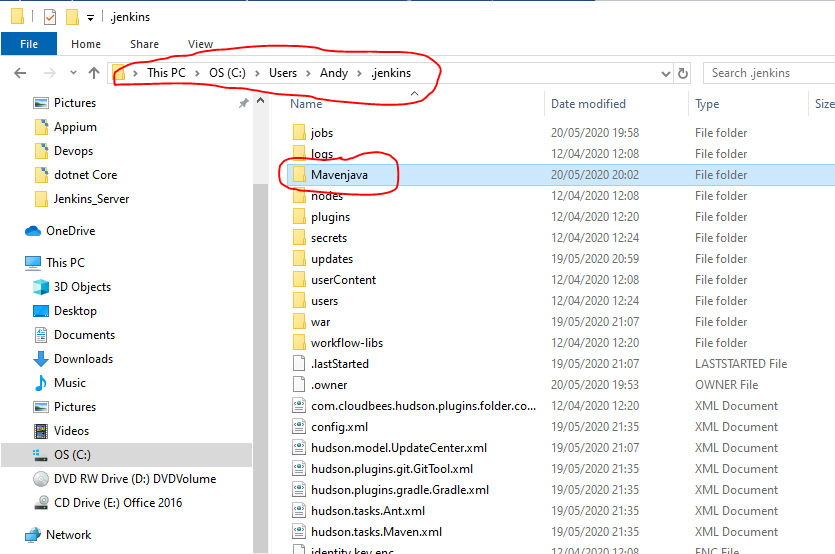 .jenkins
File Home Share View
This PC OS (C:) Users Andy .jenkins Search .jenkins
Pictures
Appium
Devops
dotnet Core
Jenkins_Server
OneDrive
This PC
3D Objects
Desktop
Documents
Downloads
Music
Pictures
Videos
OS (C:)
DVD RW Drive (D:) DVDVolume
CD Drive (E:) Office 2016
Network
Name Date modified Type Size
jobs 20/05/2020 19:58 File folder
logs 12/04/2020 12:08 File folder
Mavenjava 20/05/2020 20:02 File folder
nodes 12/04/2020 12:08 File folder
plugins 12/04/2020 12:20 File folder
secrets 12/04/2020 12:24 File folder
updates 19/05/2020 20:59 File folder
userContent 12/04/2020 12:08 File folder
users 12/04/2020 12:24 File folder
war 19/05/2020 21:07 File folder
workflow-libs 12/04/2020 12:20 File folder
.lastStarted 19/05/2020 21:07 LASTSTARTED File
.owner 20/05/2020 19:53 OWNER File
com.cloudbees.hudson.plugins.folder.co... 12/04/2020 12:20 XML Document
config.xml 19/05/2020 21:35 XML Document
hudson.model.UpdateCenter.xml 19/05/2020 21:07 XML Document
hudson.plugins.git.GitTool.xml 19/05/2020 21:35 XML Document
hudson.plugins.gradle.Gradle.xml 19/05/2020 21:35 XML Document
hudson.tasks.Ant.xml 19/05/2020 21:35 XML Document
hudson.tasks.Maven.xml 19/05/2020 21:35 XML Document
identity.key.enc 12/04/2020 12:08 ENC File